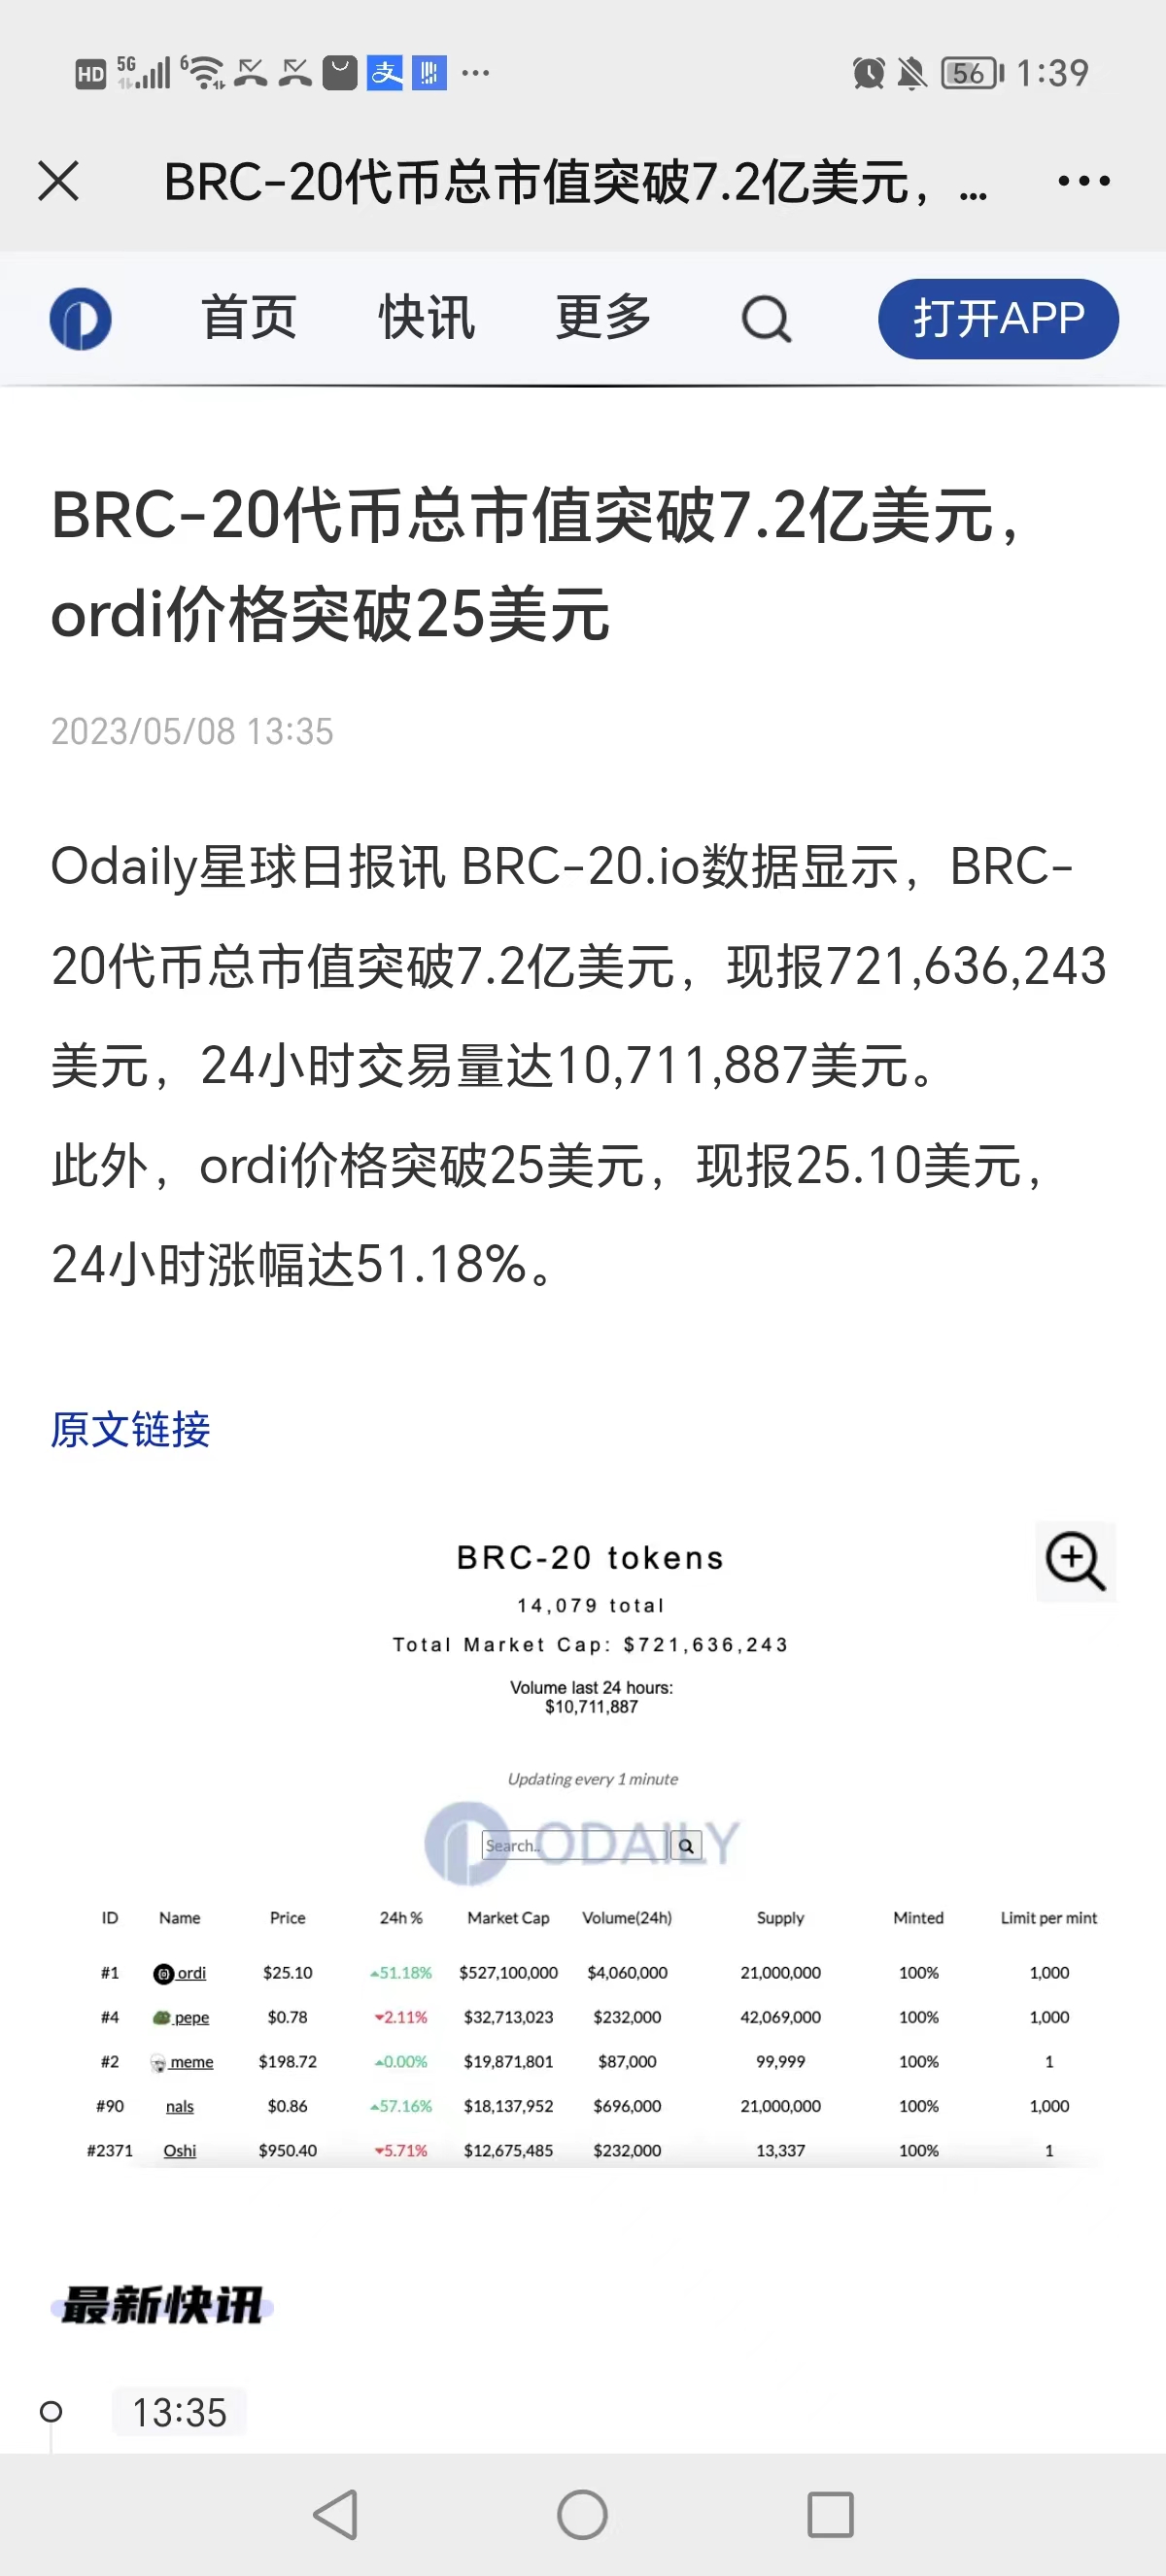 HD 5G 6 支 ... 56 1:39
BRC-20代币总市值突破7.2亿美元，...
首页 快讯 更多 打开APP
BRC-20代币总市值突破7.2亿美元，
ordi价格突破25美元
2023/05/08 13:35
Odaily星球日报讯 BRC-20.io数据显示，BRC-
20代币总市值突破7.2亿美元，现报721,636,243
美元，24小时交易量达10,711,887美元。
此外，ordi价格突破25美元，现报25.10美元，
24小时涨幅达51.18%。
原文链接
BRC-20 tokens
14,079 total
Total Market Cap: $721,636,243
Volume last 24 hours:
$10,711,887
Updating every 1 minute
Search.. ODAILY
ID Name Price 24h % Market Cap Volume(24h) Supply Minted Limit per mint
#1 ordi $25.10 ▲51.18% $527,100,000 $4,060,000 21,000,000 100% 1,000
#4 pepe $0.78 ▼2.11% $32,713,023 $232,000 42,069,000 100% 1,000
#2 meme $198.72 ▲0.00% $19,871,801 $87,000 99,999 100% 1
#90 nals $0.86 ▲57.16% $18,137,952 $696,000 21,000,000 100% 1,000
#2371 Oshi $950.40 ▼5.71% $12,675,485 $232,000 13,337 100% 1
最新快讯
13:35